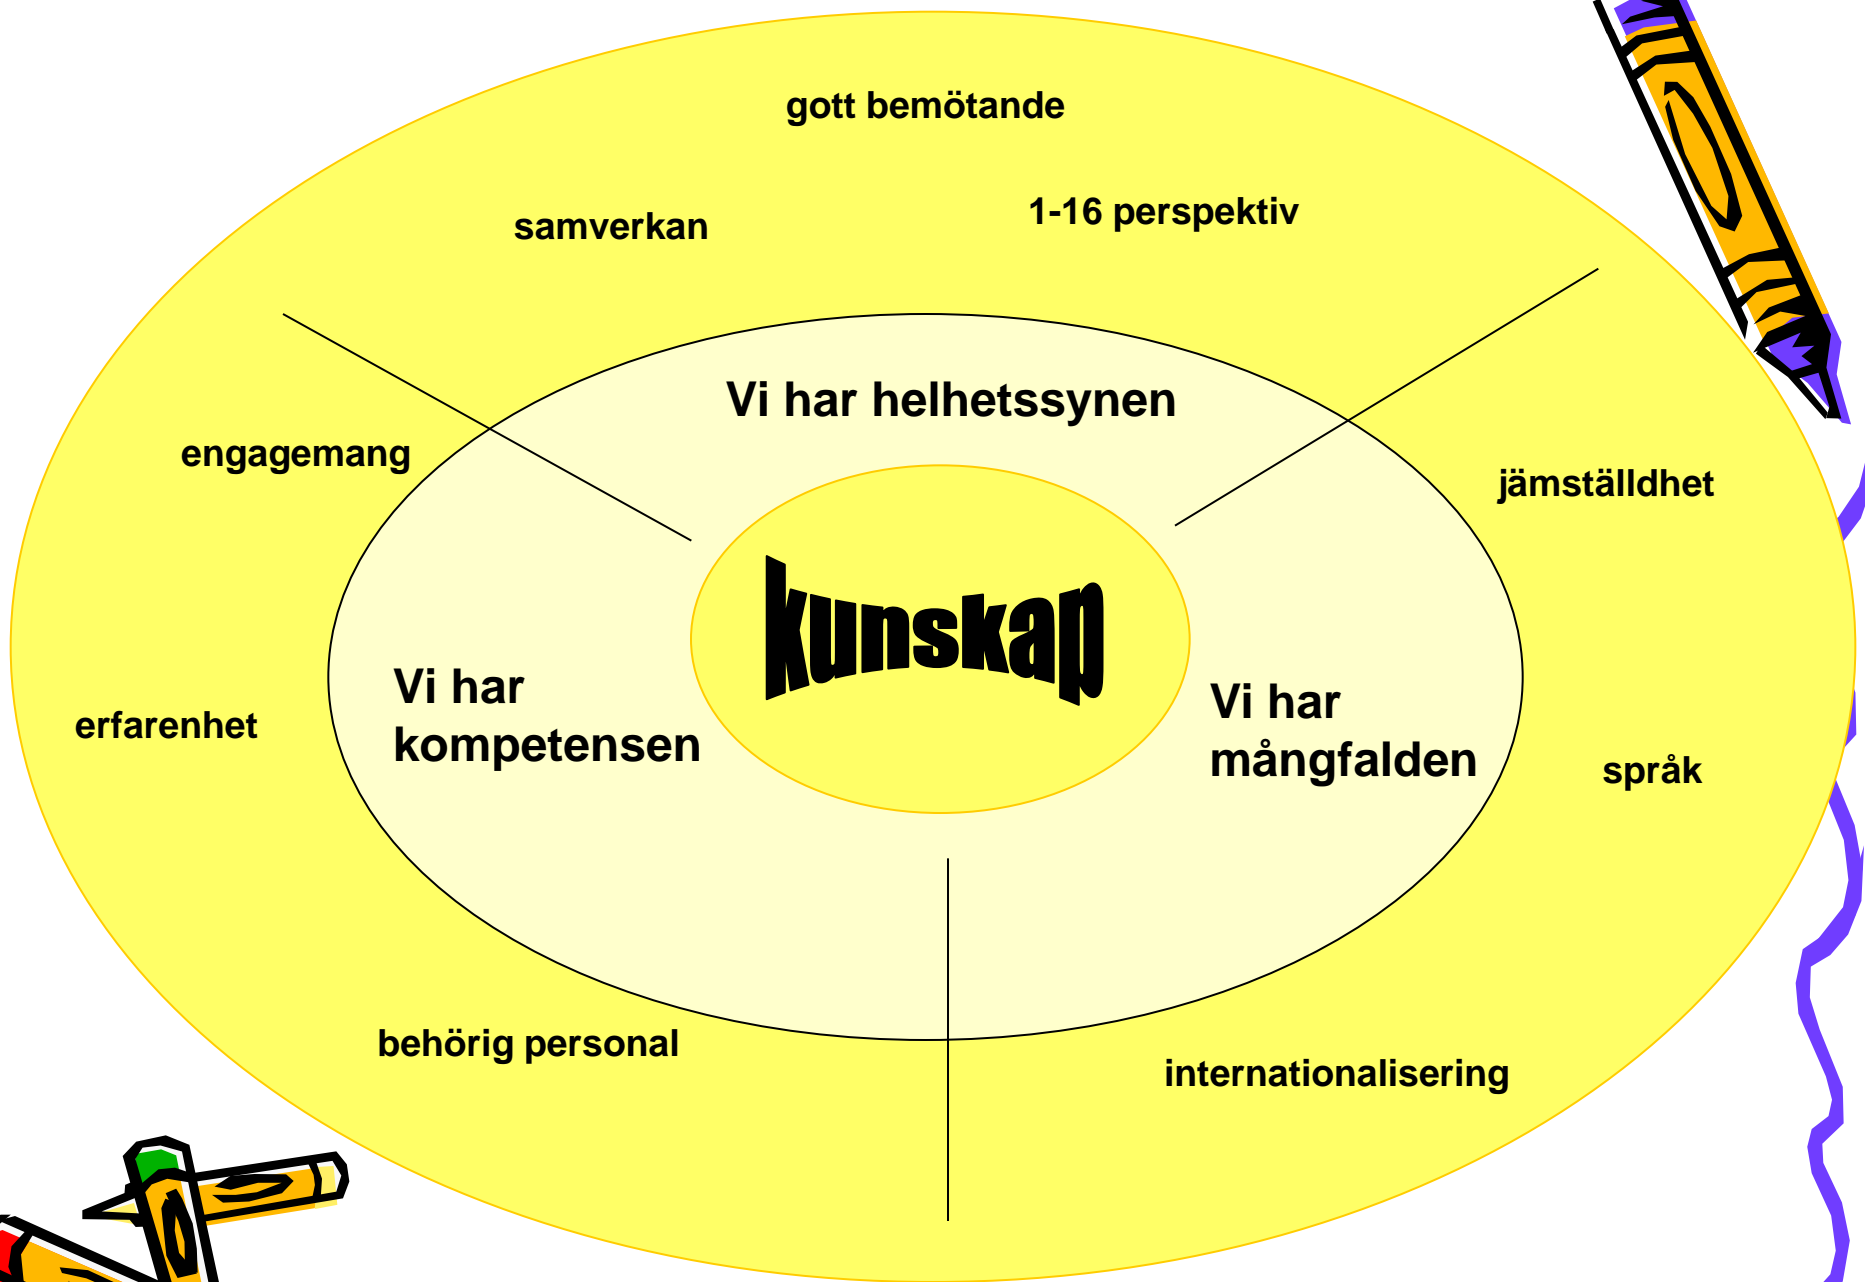 gott bemötande
samverkan
1-16 perspektiv
Vi har helhetssynen
engagemang
jämställdhet
kunskap
Vi har
kompetensen
Vi har
mångfalden
erfarenhet
språk
behörig personal
internationalisering